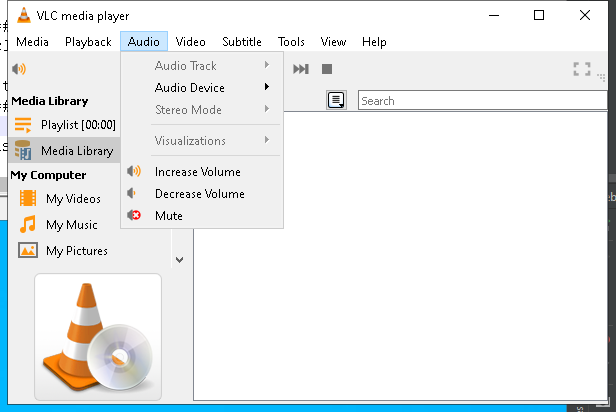 VLC media player
Media Playback Audio Video Subtitle Tools View Help
Audio Track
Audio Device
Stereo Mode
Visualizations
Increase Volume
Decrease Volume
Mute
Search
Media Library
Playlist [00:00]
Media Library
My Computer
My Videos
My Music
My Pictures